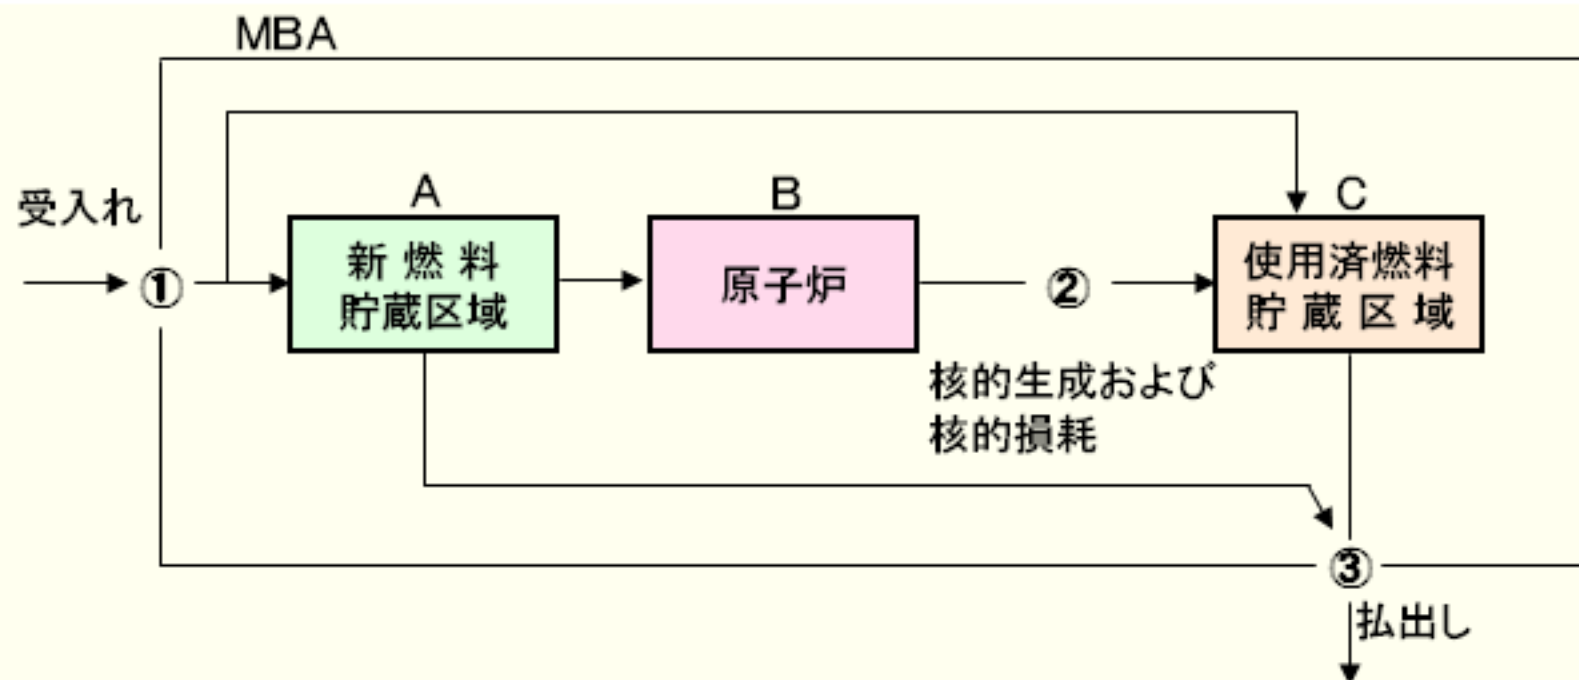 MBA
受入れ
①
A
新燃料
貯蔵区域
B
原子炉
②
核的生成および
核的損耗
C
使用済燃料
貯蔵区域
③
払出し